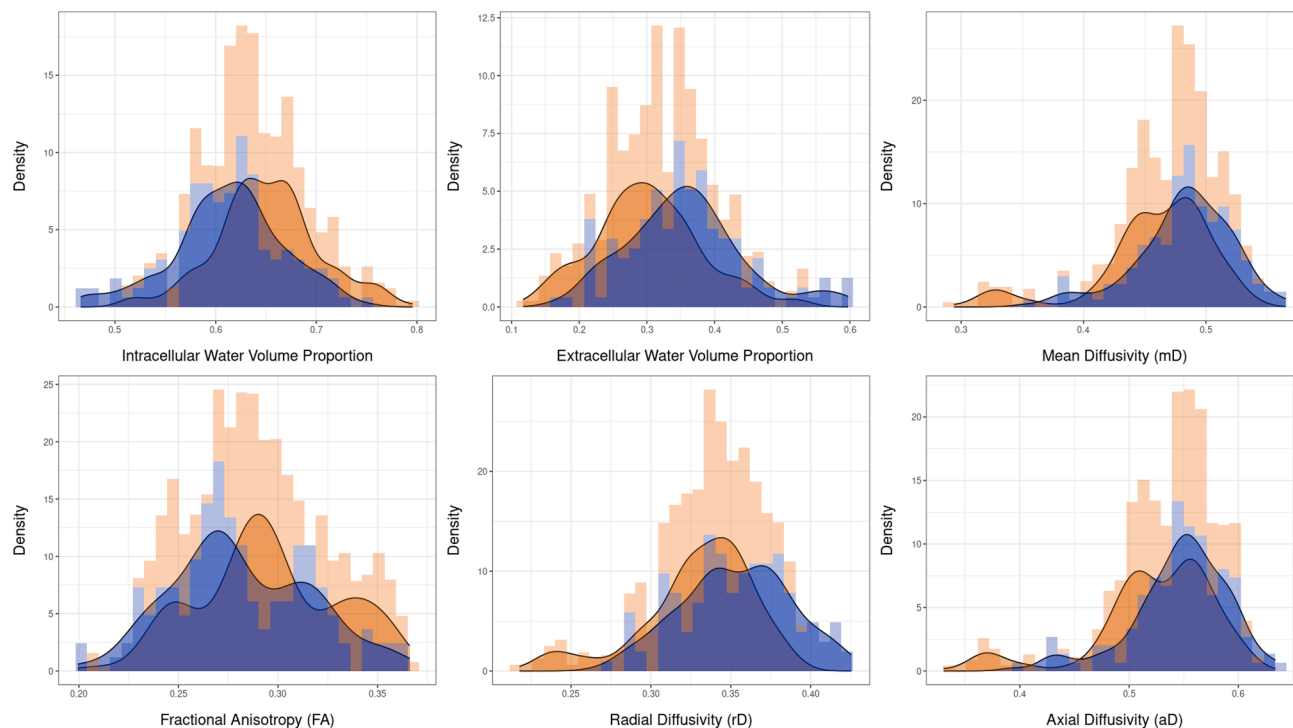 Density
15
10
5
0
0.5 0.6 0.7 0.8
Intracellular Water Volume Proportion
Density
12.5
10.0
7.5
5.0
2.5
0.0
0.1 0.2 0.3 0.4 0.5 0.6
Extracellular Water Volume Proportion
Density
20
10
0
0.3 0.4 0.5
Mean Diffusivity (mD)
Density
25
20
15
10
5
0
0.20 0.25 0.30 0.35
Fractional Anisotropy (FA)
Density
20
10
0
0.25 0.30 0.35 0.40
Radial Diffusivity (rD)
Density
20
15
10
5
0
0.4 0.5 0.6
Axial Diffusivity (aD)